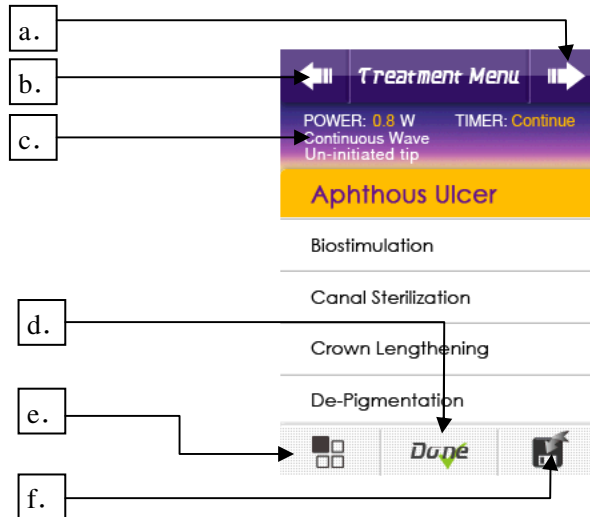 a.
b.
Treatment Menu
c.
POWER: 0.8 W TIMER: Continue
Continuous Wave
Un-initiated tip
Aphthous Ulcer
Biostimulation
Canal Sterilization
d.
Crown Lengthening
De-Pigmentation
e.
Done
f.